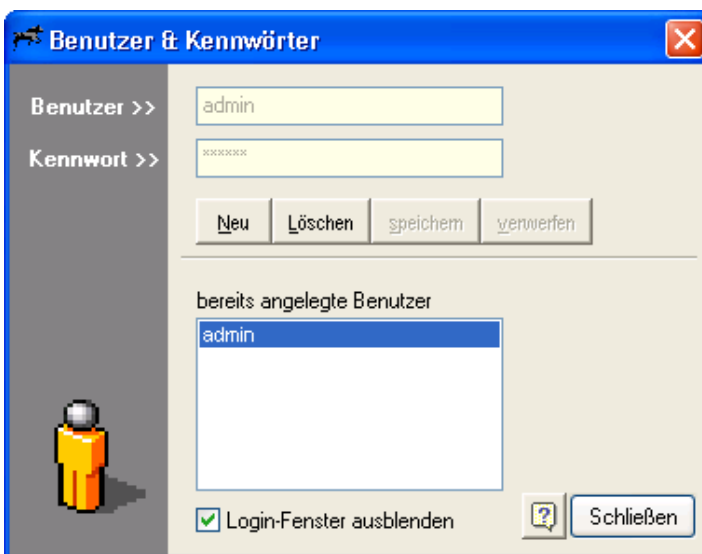 Benutzer & Kennwörter
Benutzer >> admin
Kennwort >> ******
Neu Löschen speichern verwerfen
bereits angelegte Benutzer
admin
Login-Fenster ausblenden ? Schließen